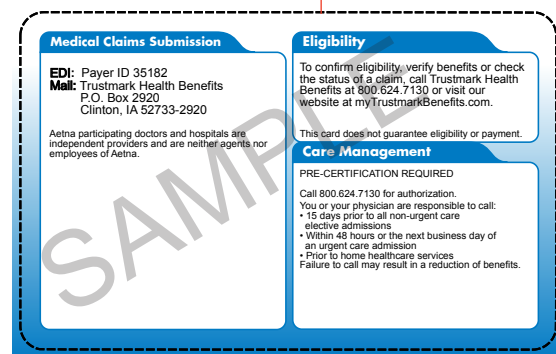 Medical Claims Submission
EDI: Payer ID 35182
Mail: Trustmark Health Benefits
P.O. Box 2920
Clinton, IA 52733-2920
Aetna participating doctors and hospitals are
independent providers and are neither agents nor
employees of Aetna.
Eligibility
To confirm eligibility, verify benefits or check
the status of a claim, call Trustmark Health
Benefits at 800.624.7130 or visit our
website at myTrustmarkBenefits.com.
This card does not guarantee eligibility or payment.
Care Management
PRE-CERTIFICATION REQUIRED
Call 800.624.7130 for authorization.
You or your physician are responsible to call:
• 15 days prior to all non-urgent care
elective admissions
• Within 48 hours or the next business day of
an urgent care admission
• Prior to home healthcare services
Failure to call may result in a reduction of benefits.
SAMPLE